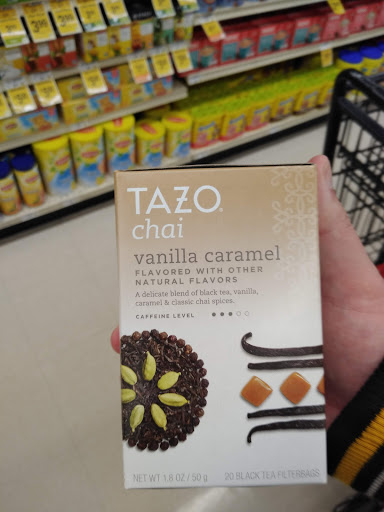 TAZO
chai
vanilla caramel
FLAVORED WITH OTHER
NATURAL FLAVORS
A delicate blend of black tea, vanilla,
caramel & classic chai spices.
CAFFEINE LEVEL
NET WT 1.8 OZ / 50 g 20 BLACK TEA FILTERBAGS